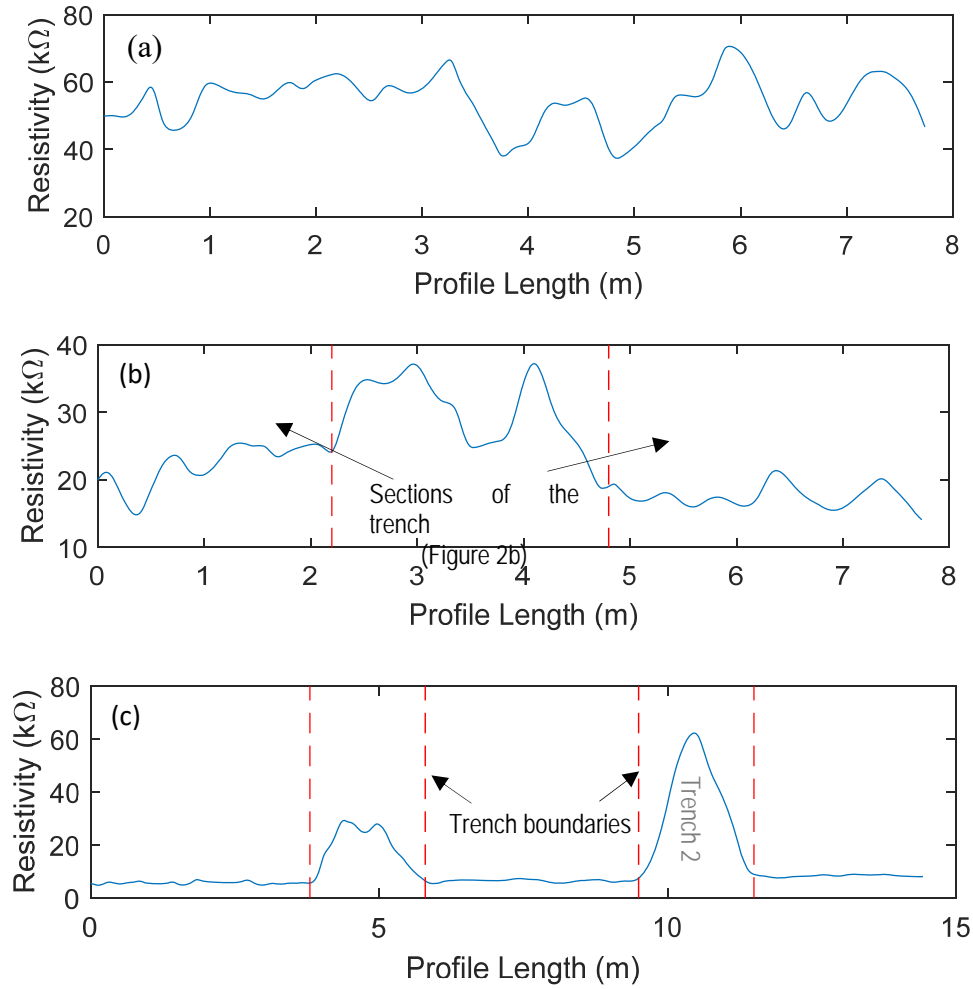 (a)
Resistivity (kΩ)
80
60
40
20
0 1 2 3 4 5 6 7 8
Profile Length (m)
(b)
Resistivity (kΩ)
40
30
20
10
Sections of the
trench
(Figure 2b)
0 1 2 3 4 5 6 7 8
Profile Length (m)
(c)
Resistivity (kΩ)
80
60
40
20
0
Trench boundaries
Trench 2
0 5 10 15
Profile Length (m)